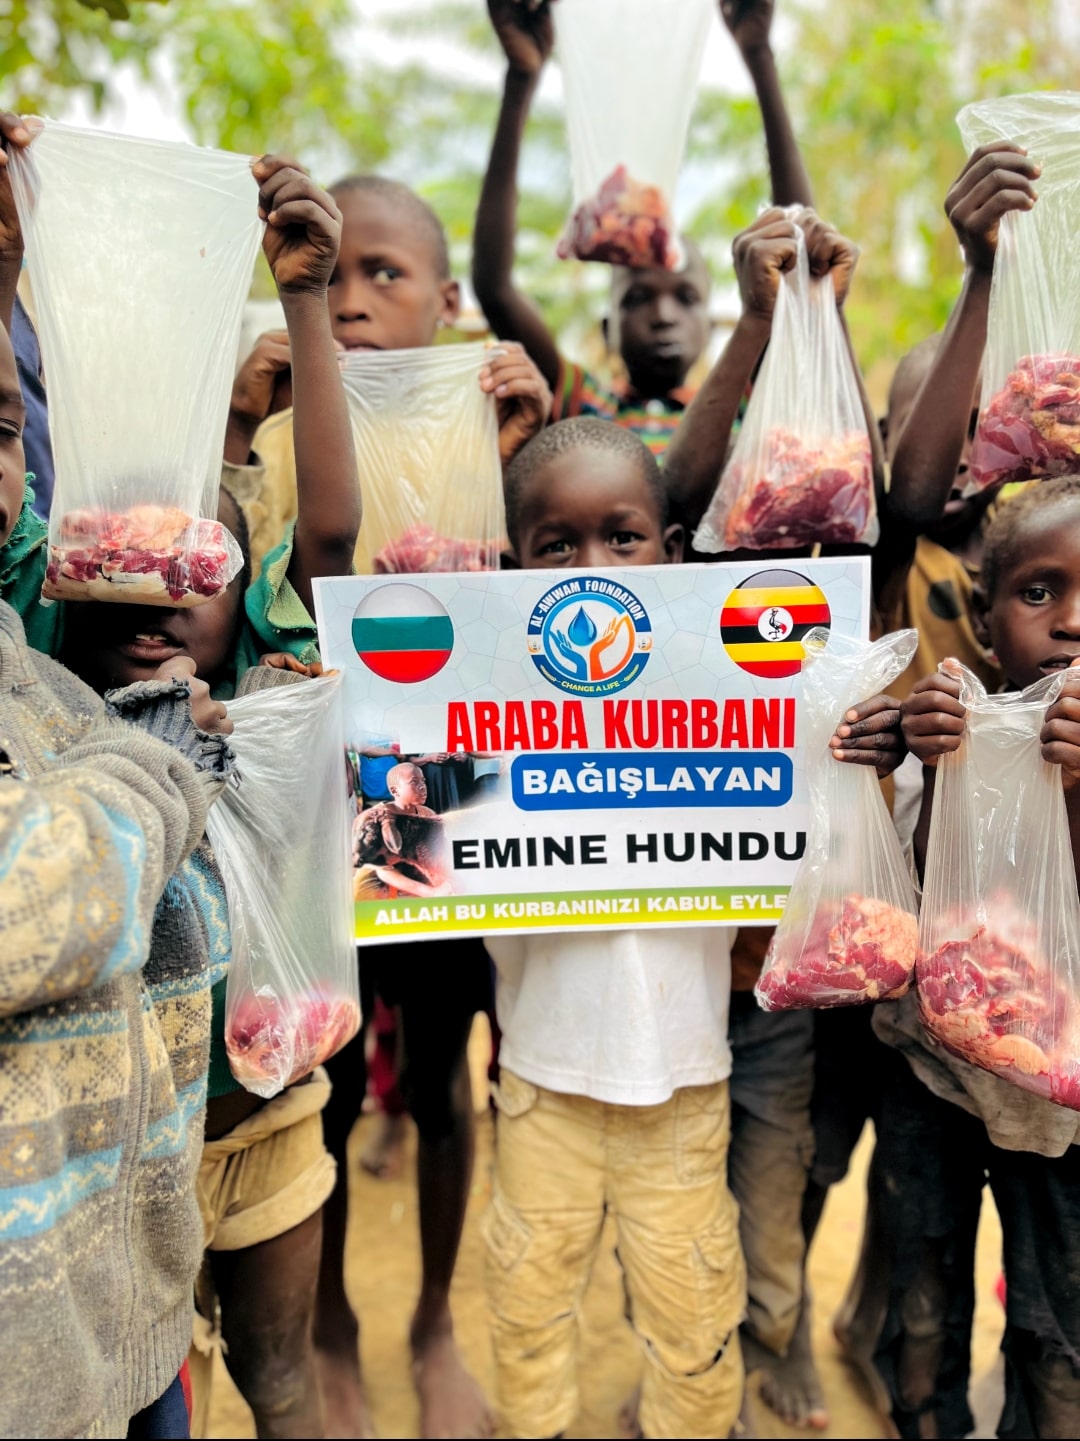 AL-AWWAM FOUNDATION
- CHANGE A LIFE -
ARABA KURBANI
BAĞIŞLAYAN
EMINE HUNDU
ALLAH BU KURBANINIZI KABUL EYLE